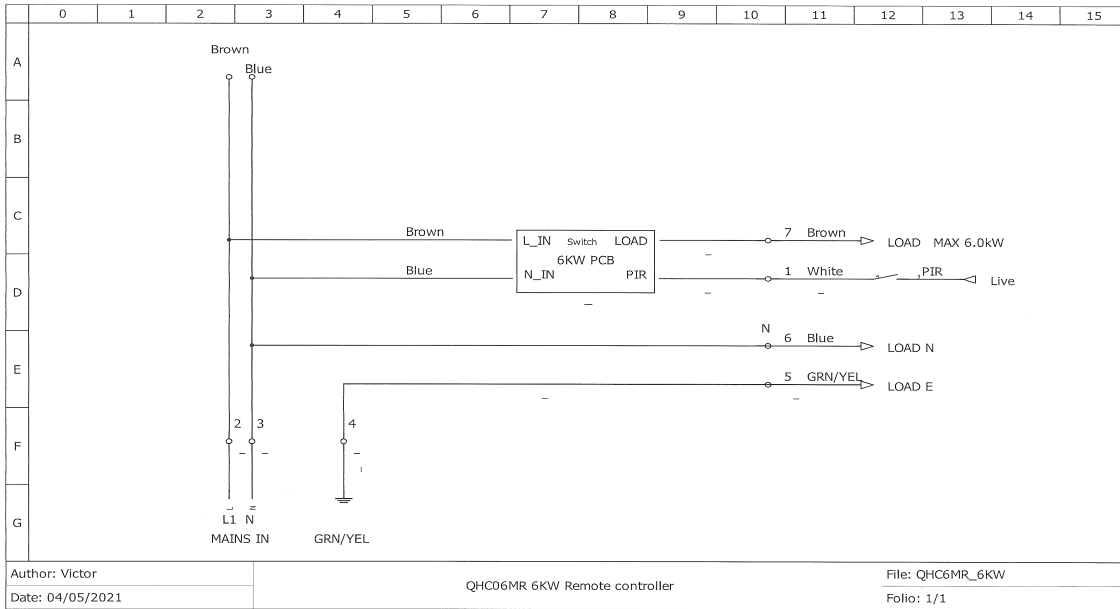 0 1 2 3 4 5 6 7 8 9 10 11 12 13 14 15
A
Brown
Blue
B
C
Brown
L_IN Switch LOAD
7 Brown
LOAD MAX 6.0kW
6KW PCB
D
Blue
N_IN PIR
1 White
PIR
Live
N
6 Blue
LOAD N
E
5 GRN/YEL
LOAD E
2 3 4
F
L N
G
L1 N
MAINS IN GRN/YEL
Author: Victor
Date: 04/05/2021
QHC06MR 6KW Remote controller
File: QHC6MR_6KW
Folio: 1/1